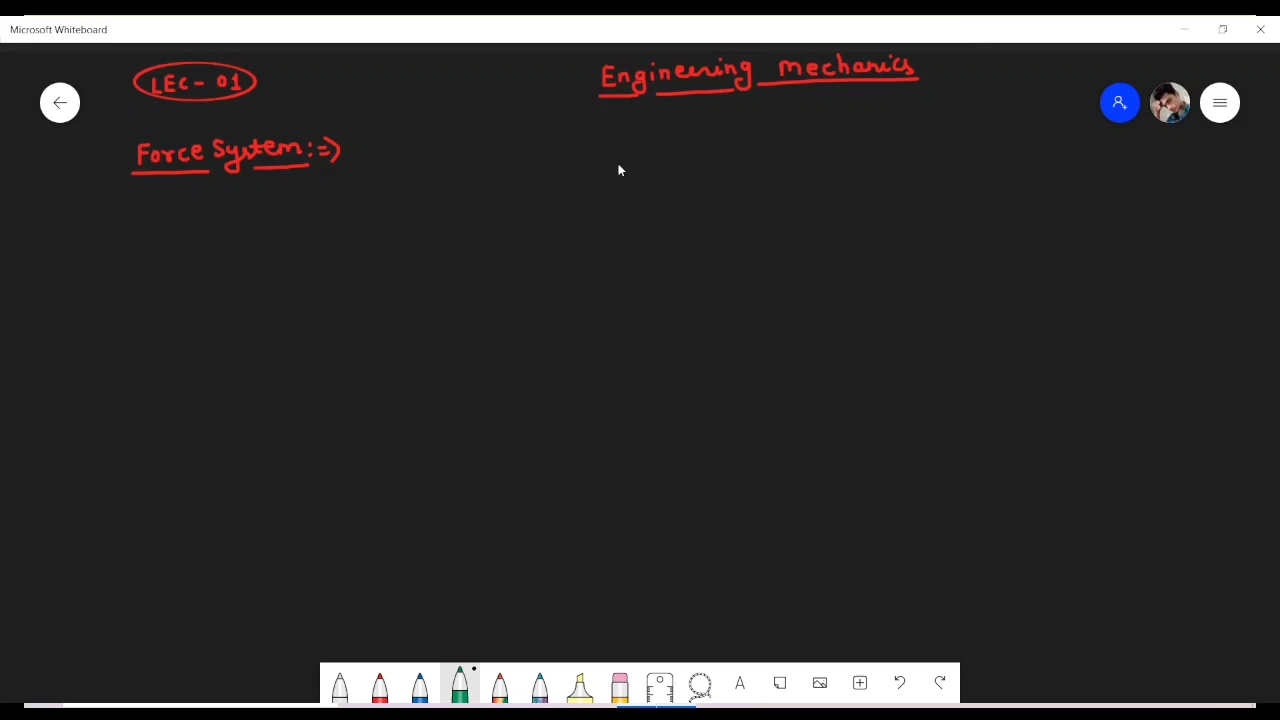 Microsoft Whiteboard
LEC - 01
Engineering mechanics
Force System :⇒